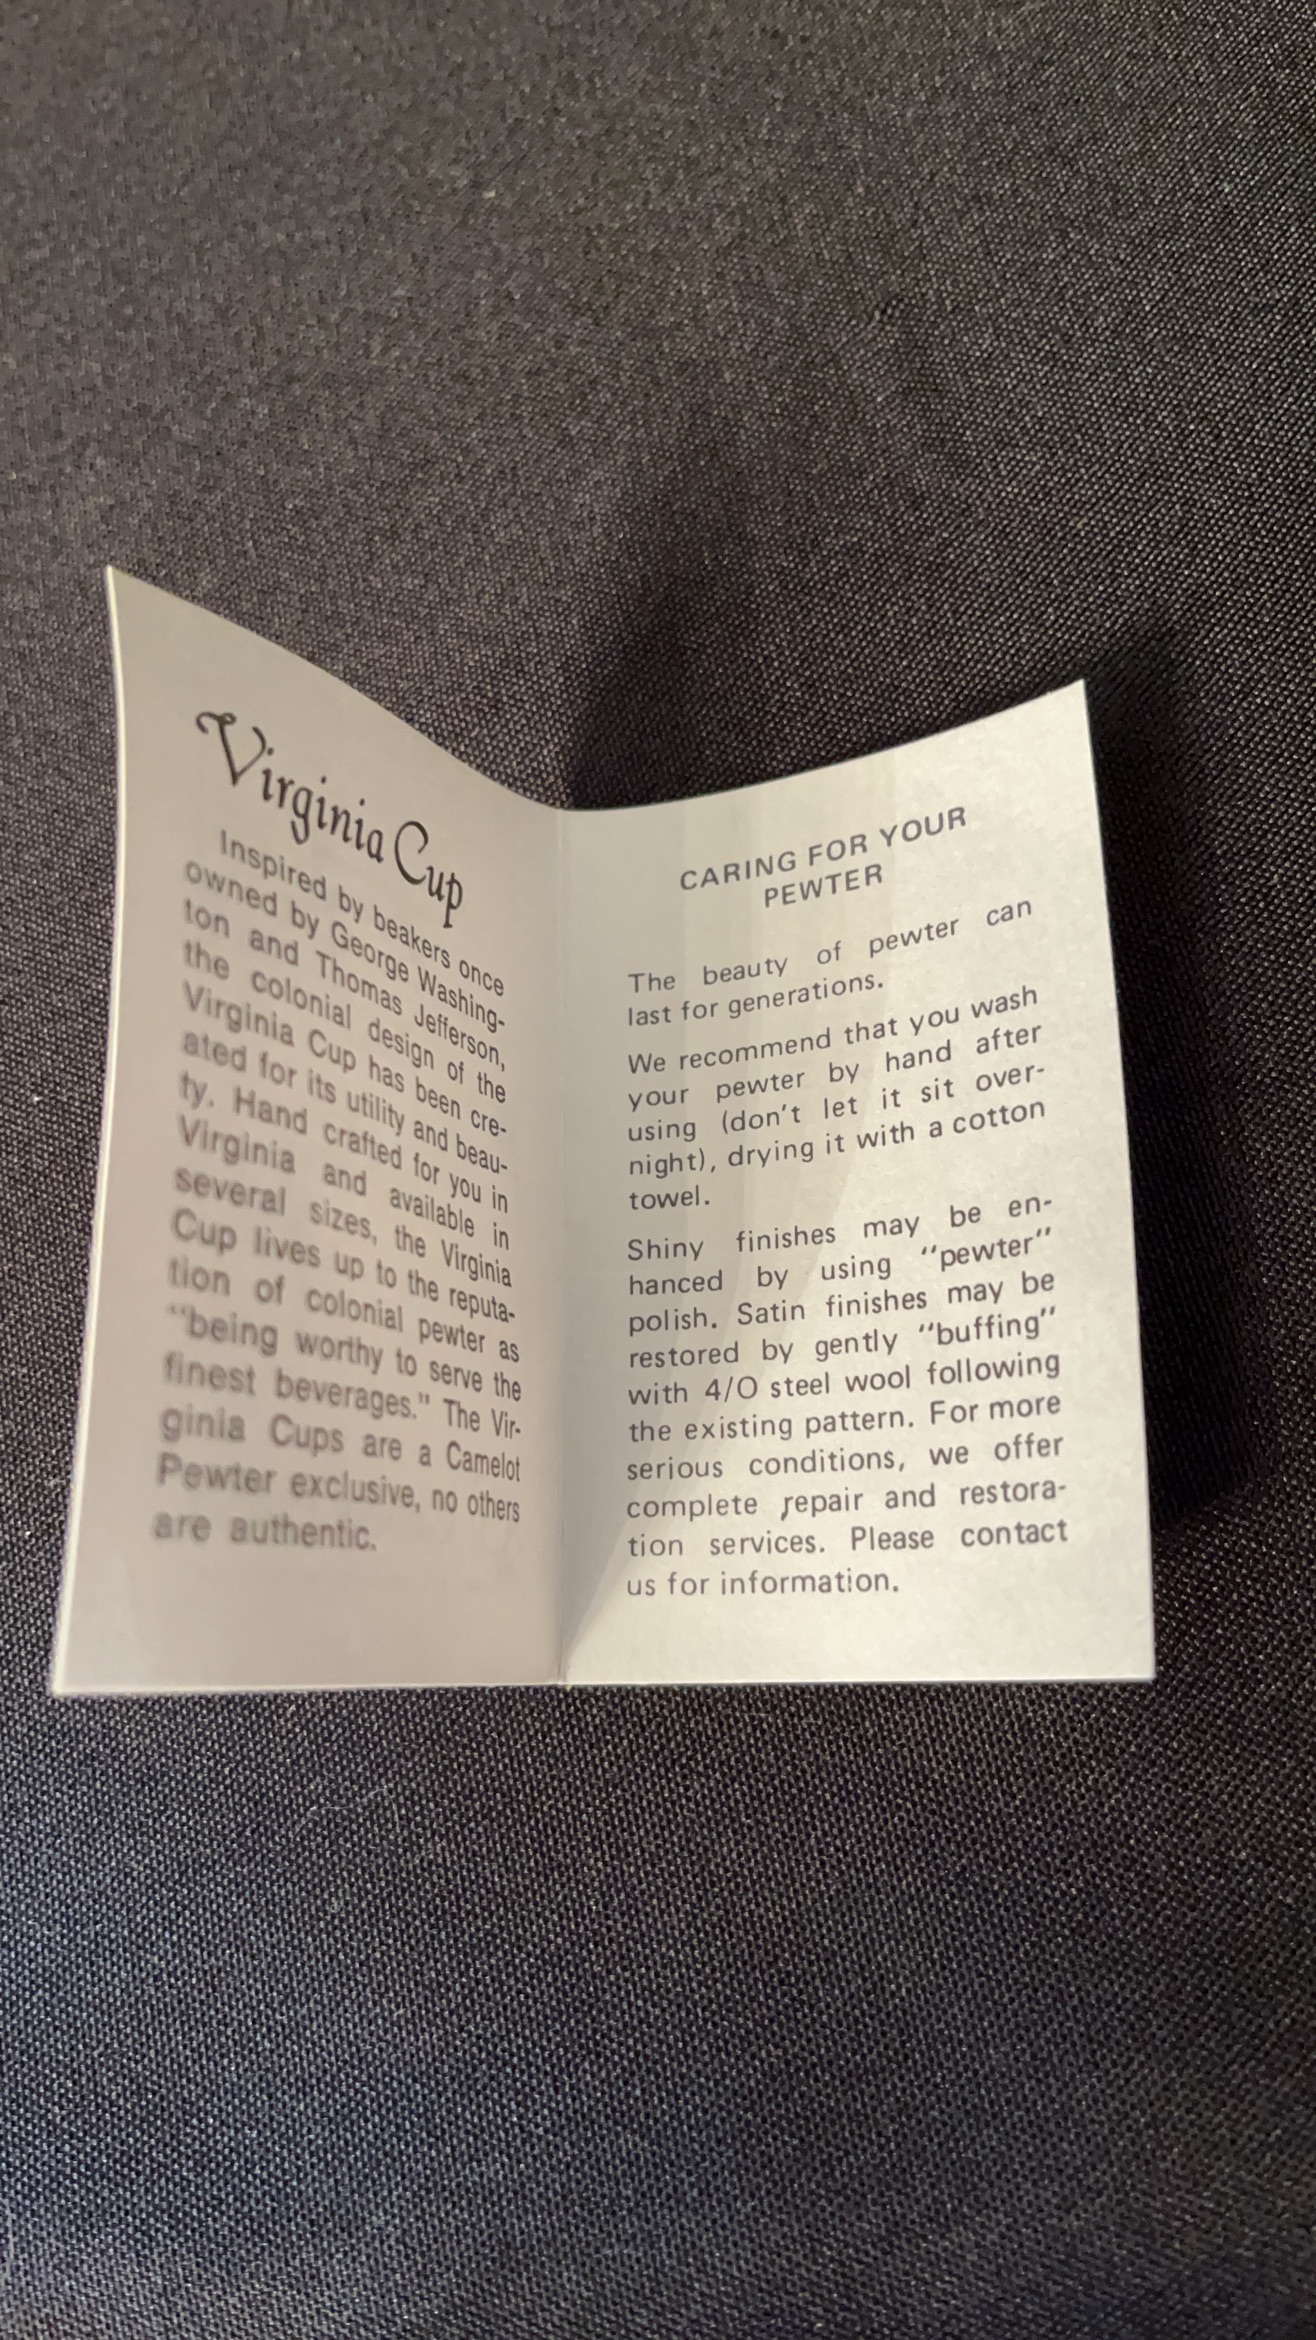 Virginia Cup
Inspired by beakers once
owned by George Washing-
ton and Thomas Jefferson,
the colonial design of the
Virginia Cup has been cre-
ated for its utility and beau-
ty. Hand crafted for you in
Virginia and available in
several sizes, the Virginia
Cup lives up to the reputa-
tion of colonial pewter as
"being worthy to serve the
finest beverages." The Vir-
ginia Cups are a Camelot
Pewter exclusive, no others
are authentic.
CARING FOR YOUR
PEWTER
The beauty of pewter can
last for generations.
We recommend that you wash
your pewter by hand after
using (don't let it sit over-
night), drying it with a cotton
towel.
Shiny finishes may be en-
hanced by using "pewter"
polish. Satin finishes may be
restored by gently "buffing"
with 4/O steel wool following
the existing pattern. For more
serious conditions, we offer
complete repair and restora-
tion services. Please contact
us for information.